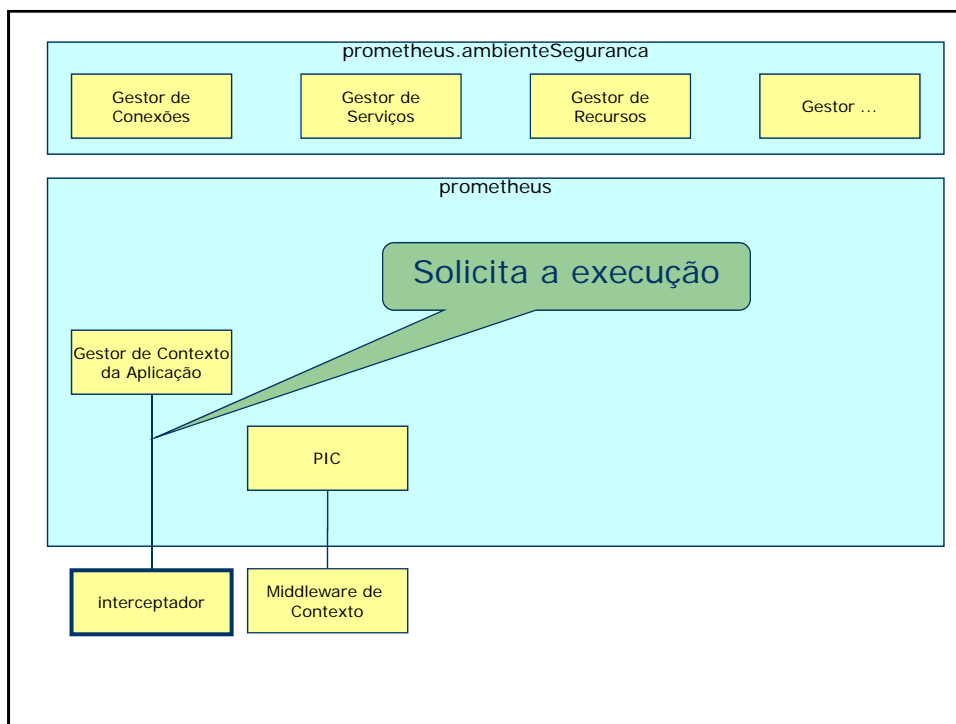 prometheus.ambienteSeguranca
Gestor de
Conexões
Gestor de
Serviços
Gestor de
Recursos
Gestor ...
prometheus
Solicita a execução
Gestor de Contexto
da Aplicação
PIC
interceptador
Middleware de
Contexto